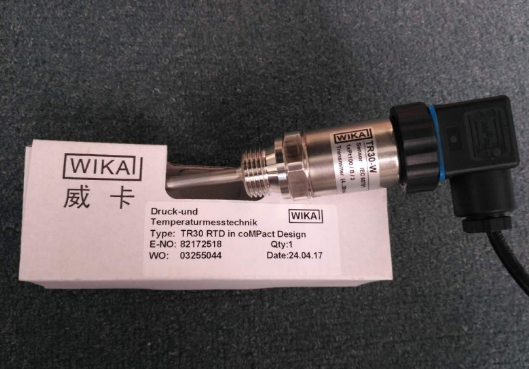 WIKA
威卡
Druck-und
Temperaturmesstechnik
WIKA
Type: TR30 RTD in coMPact Design
E-NO: 82172518 Qty:1
WO: 03255044 Date:24.04.17
WIKA
TR30-W